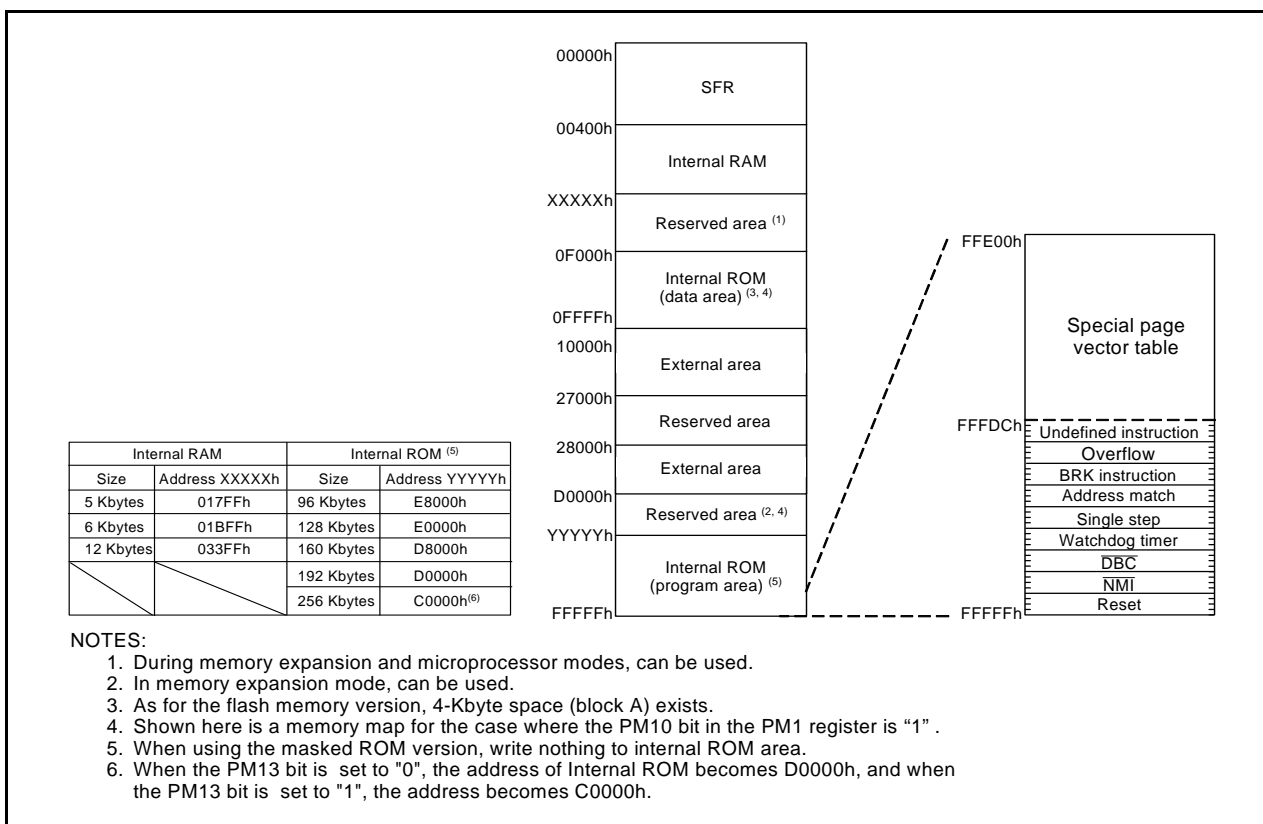 00000h
SFR
00400h
Internal RAM
XXXXXh
Reserved area (1)
0F000h
Internal ROM
(data area) (3, 4)
0FFFFh
10000h
External area
27000h
Reserved area
28000h
External area
D0000h
Reserved area (2, 4)
YYYYYh
Internal ROM
(program area) (5)
FFFFFh
FFE00h
Special page
vector table
FFFDCh
Undefined instruction
Overflow
BRK instruction
Address match
Single step
Watchdog timer
DBC
NMI
Reset
FFFFFh
Internal RAM Internal ROM (5)
Size Address XXXXXh Size Address YYYYYh
5 Kbytes 017FFh 96 Kbytes E8000h
6 Kbytes 01BFFh 128 Kbytes E0000h
12 Kbytes 033FFh 160 Kbytes D8000h
192 Kbytes D0000h
256 Kbytes C0000h(6)
NOTES:
1. During memory expansion and microprocessor modes, can be used.
2. In memory expansion mode, can be used.
3. As for the flash memory version, 4-Kbyte space (block A) exists.
4. Shown here is a memory map for the case where the PM10 bit in the PM1 register is “1” .
5. When using the masked ROM version, write nothing to internal ROM area.
6. When the PM13 bit is set to "0", the address of Internal ROM becomes D0000h, and when
the PM13 bit is set to "1", the address becomes C0000h.